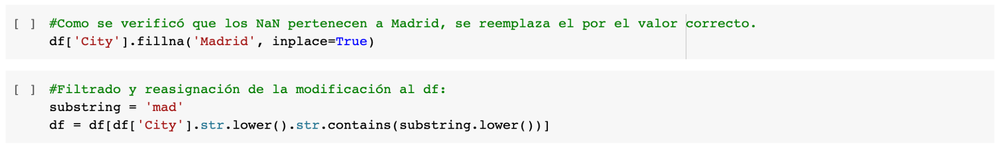 [ ] #Como se verificó que los NaN pertenecen a Madrid, se reemplaza el por el valor correcto.
df['City'].fillna('Madrid', inplace=True)
[ ] #Filtrado y reasignación de la modificación al df:
substring = 'mad'
df = df[df['City'].str.lower().str.contains(substring.lower())]